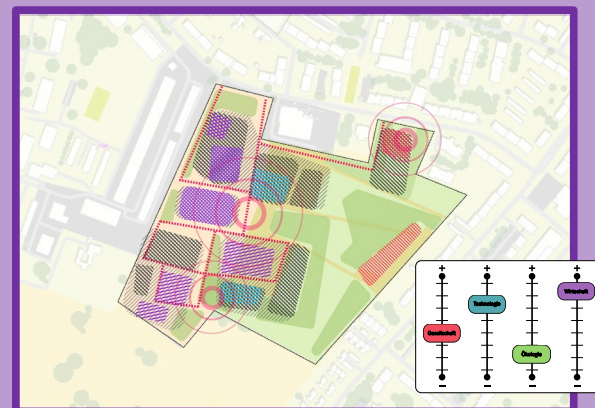 + + + +
Wirtschaft
Technologie
Gesellschaft
Ökologie
− − − −